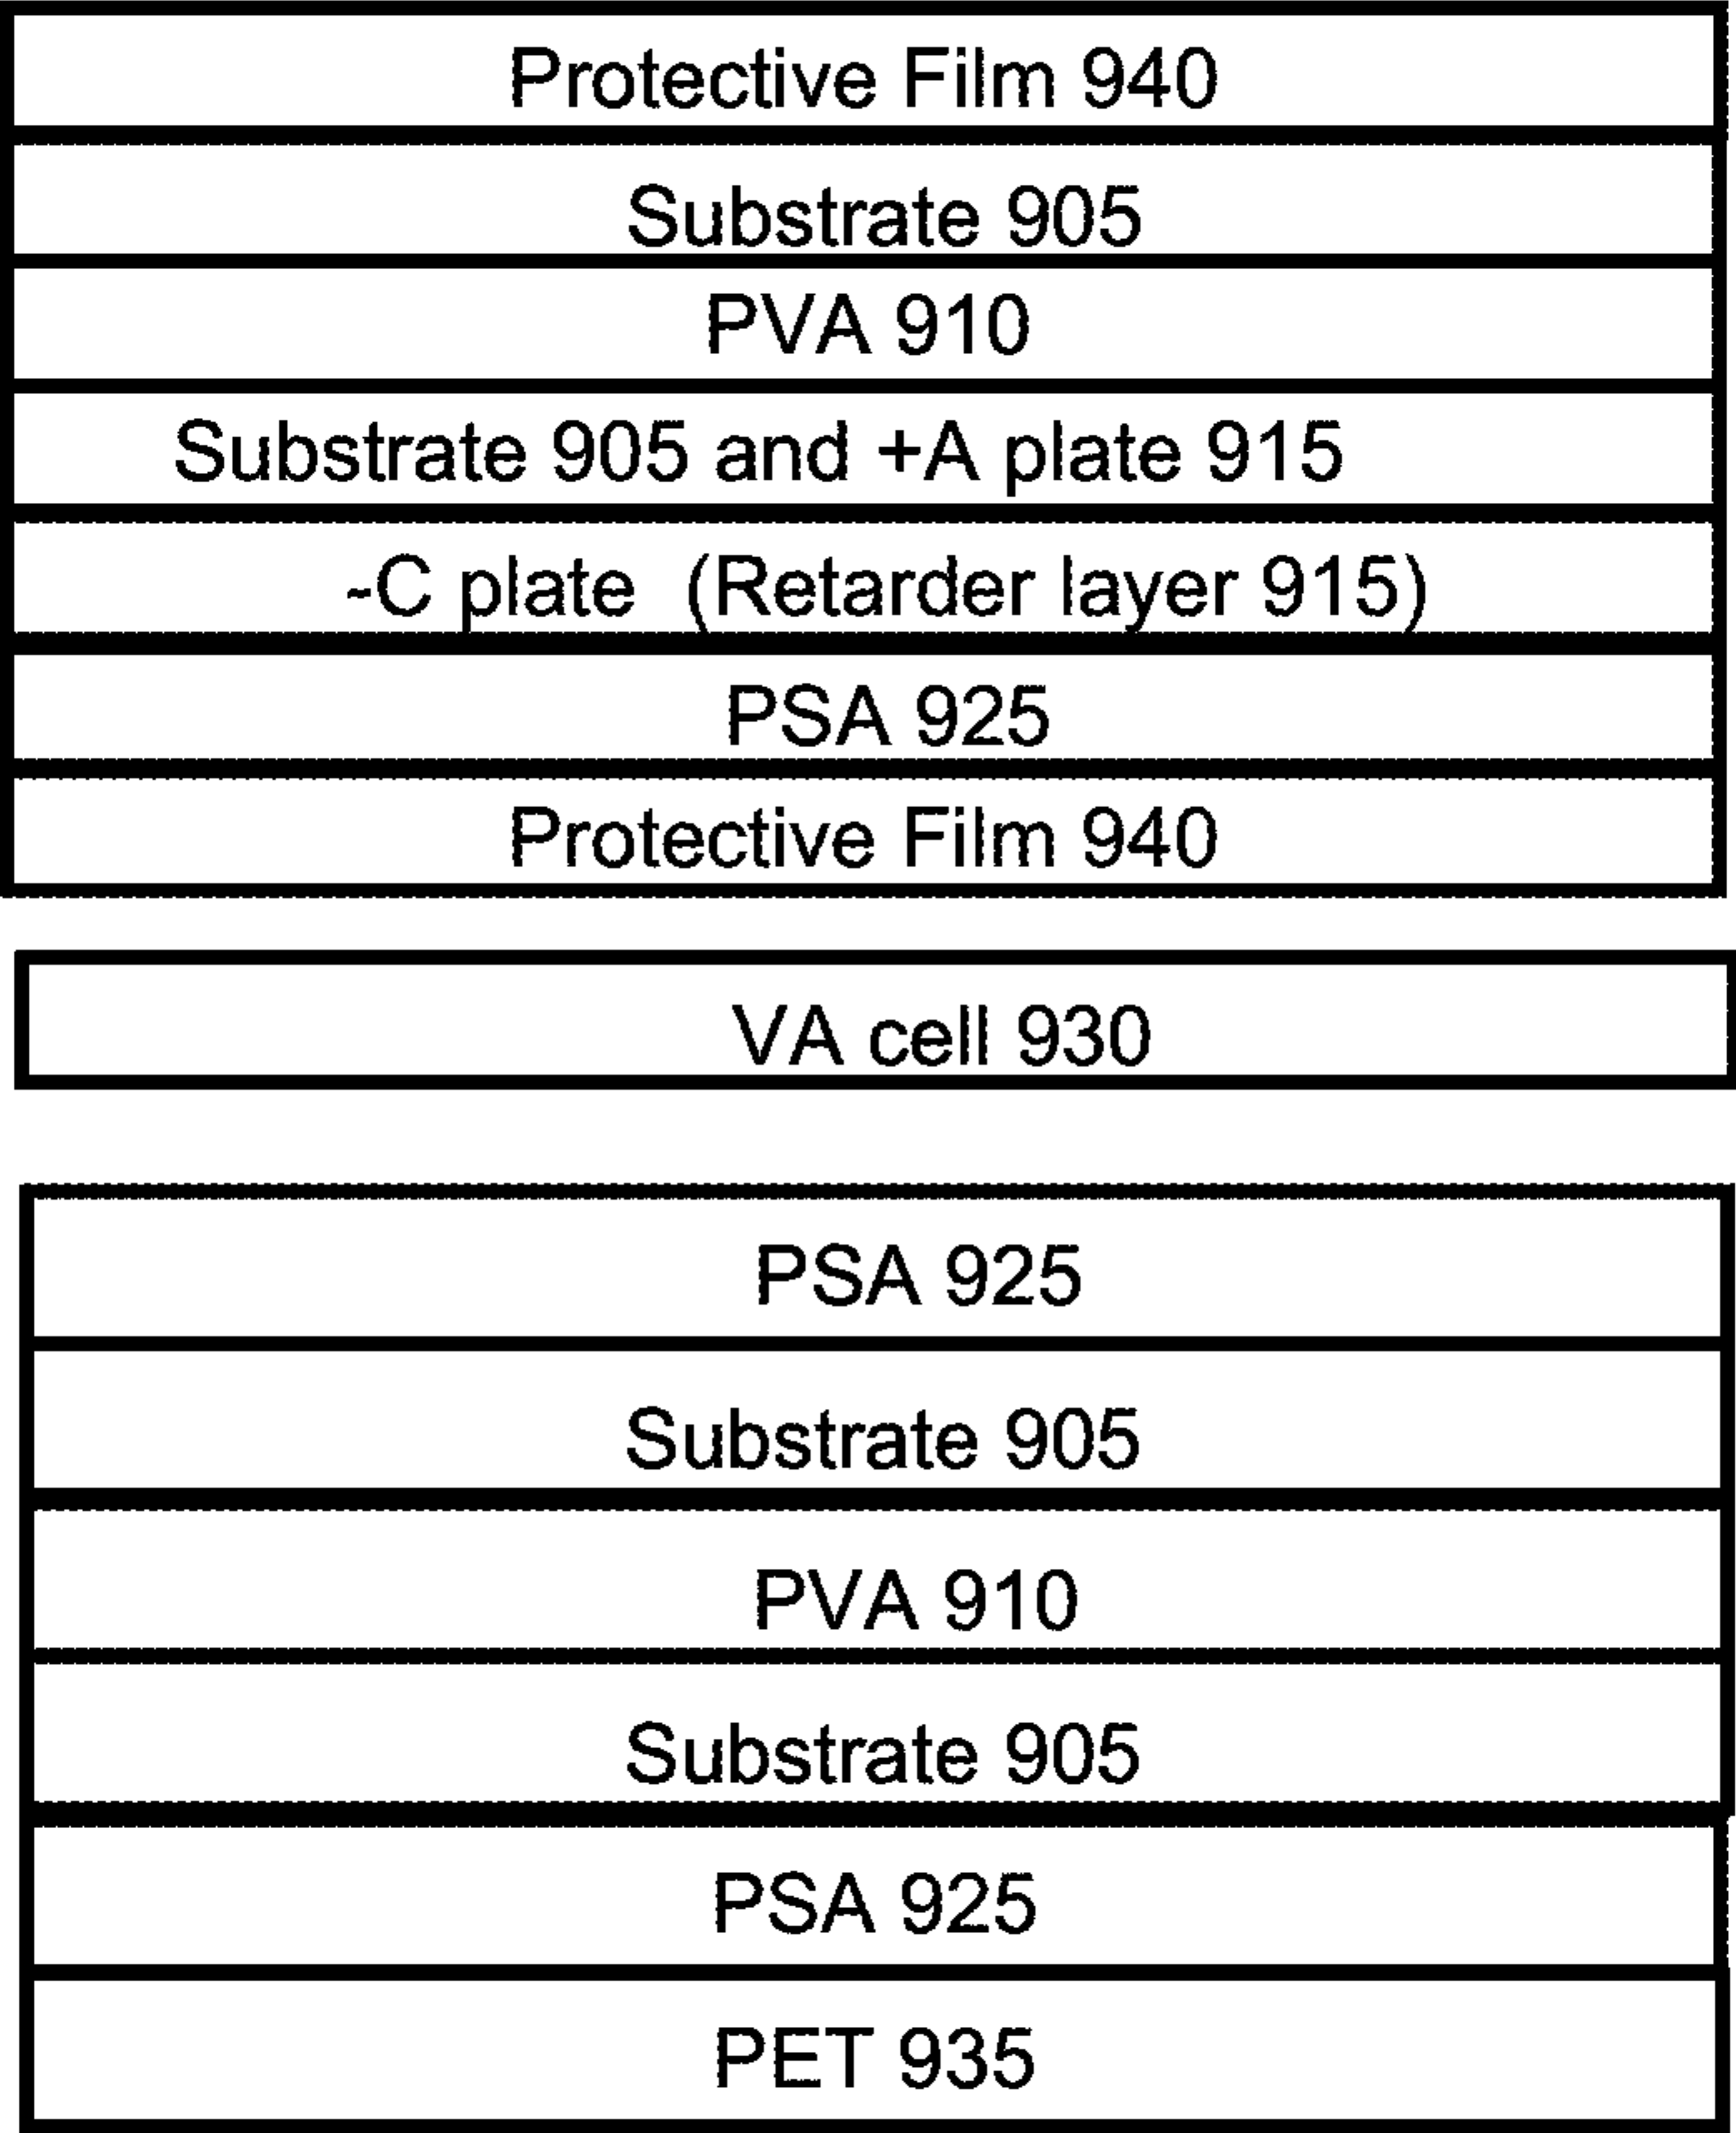 Protective Film 940
Substrate 905
PVA 910
Substrate 905 and +A plate 915
-C plate (Retarder layer 915)
PSA 925
Protective Film 940
VA cell 930
PSA 925
Substrate 905
PVA 910
Substrate 905
PSA 925
PET 935